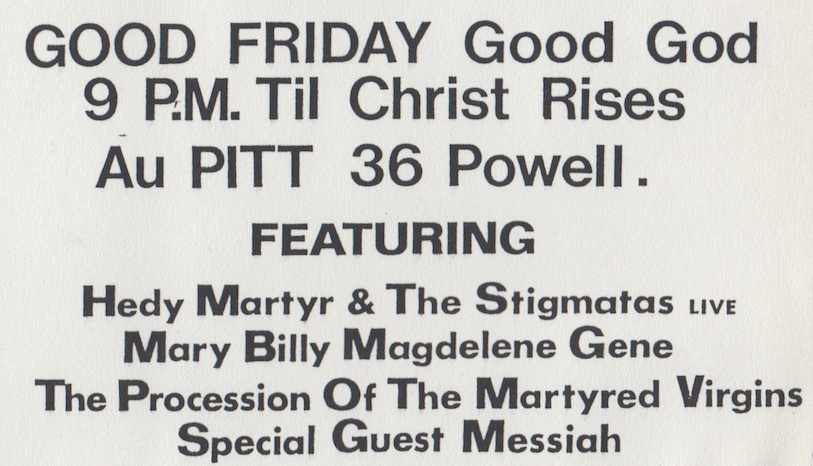 GOOD FRIDAY Good God
9 P.M. Til Christ Rises
Au PITT 36 Powell.
FEATURING
Hedy Martyr & The Stigmatas LIVE
Mary Billy Magdelene Gene
The Procession Of The Martyred Virgins
Special Guest Messiah